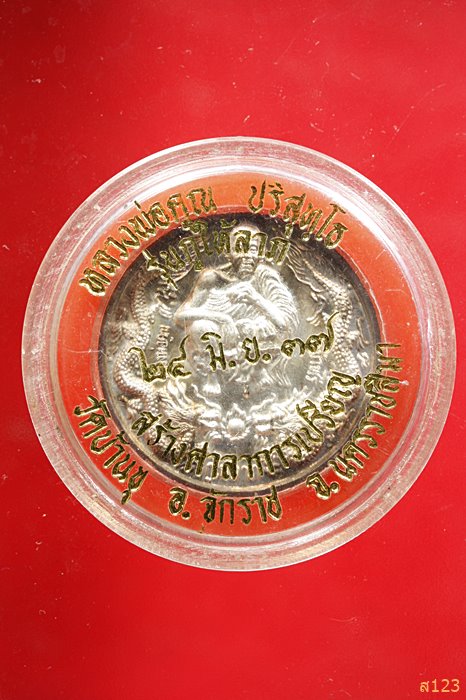 หลวงพ่อคูณ ปริสุทฺโธ
รุ่นกูให้ลาภ
๒๕ มิ.ย. ๓๗
สร้างศาลาการเปรียญ
วัดบ้านขุ อ.จักราช จ.นครราชสีมา
ส123